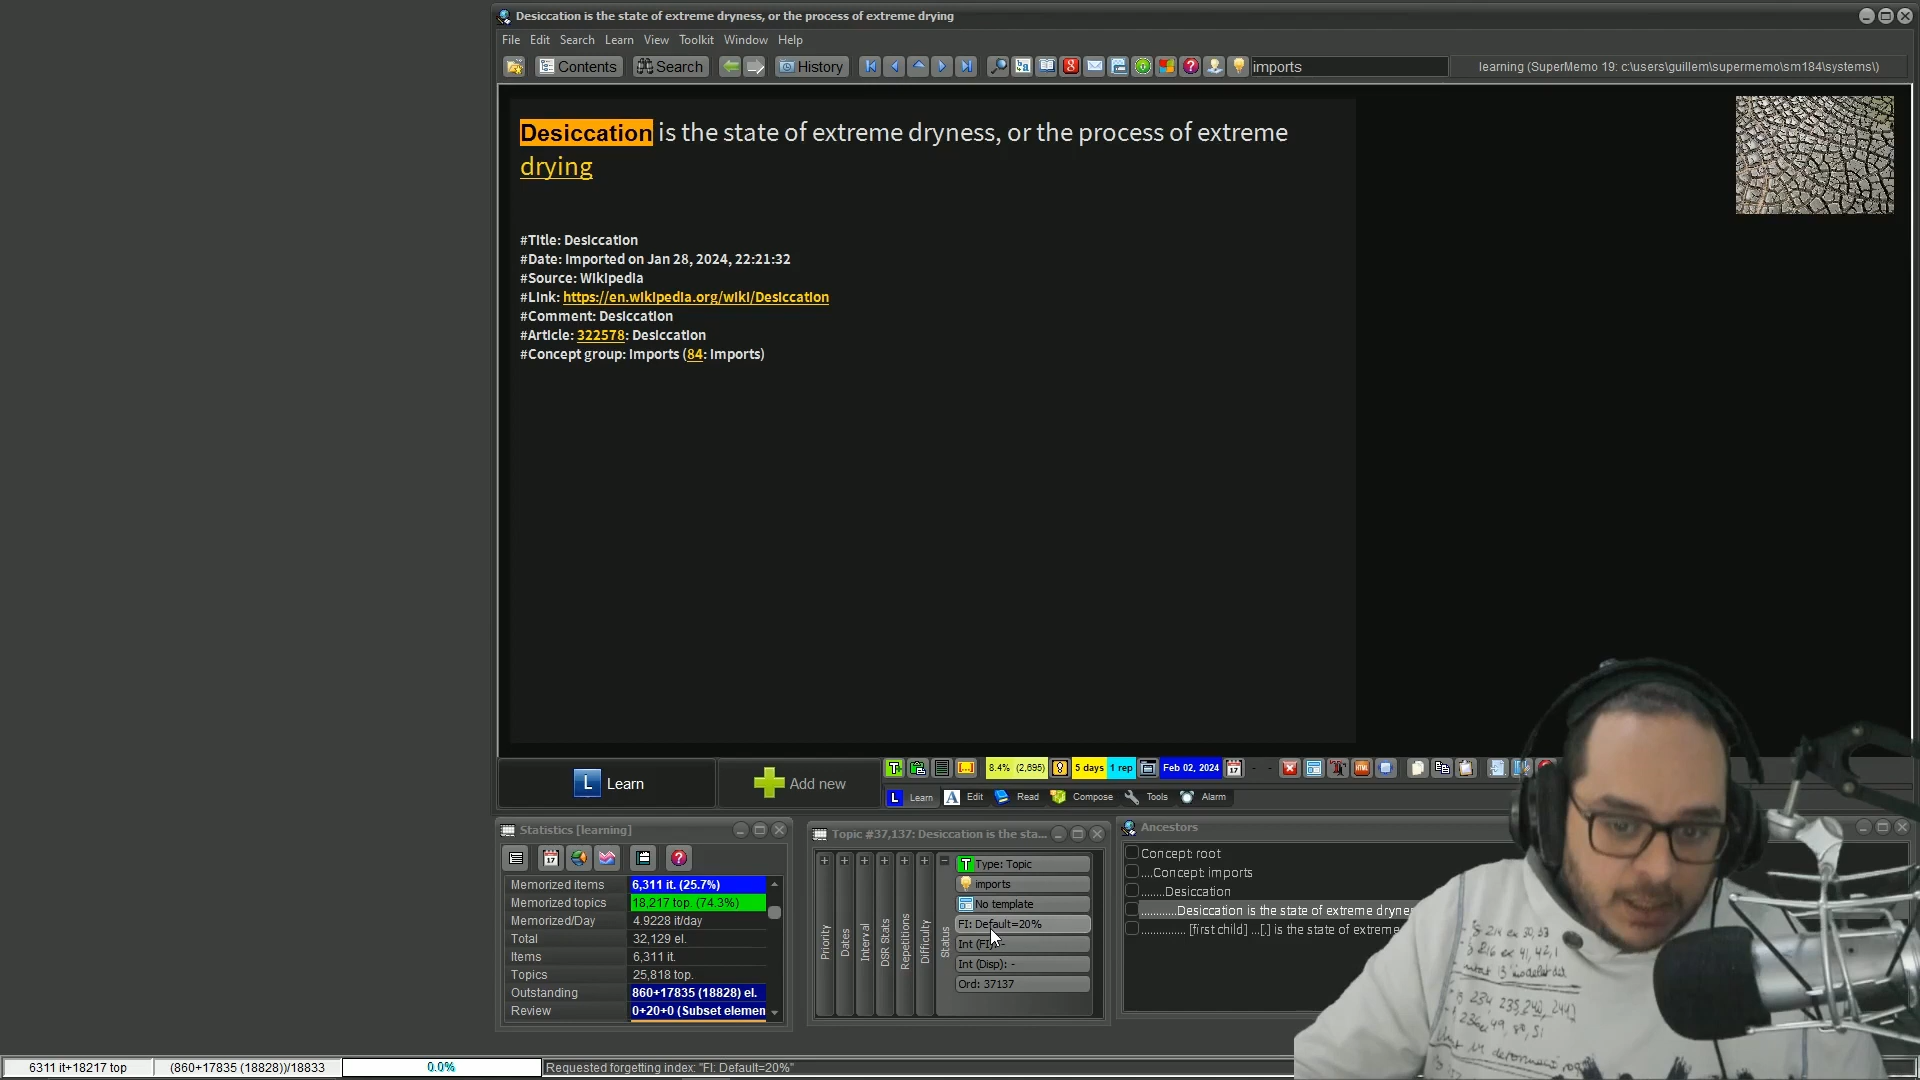 Desiccation is the state of extreme dryness, or the process of extreme drying
File Edit Search Learn View Toolkit Window Help
Contents Search History imports learning (SuperMemo 19: c:\users\guillem\supermemo\sm184\systems\)
Desiccation is the state of extreme dryness, or the process of extreme
drying
#Title: Desiccation
#Date: Imported on Jan 28, 2024, 22:21:32
#Source: Wikipedia
#Link: https://en.wikipedia.org/wiki/Desiccation
#Comment: Desiccation
#Article: 322578: Desiccation
#Concept group: Imports (84: Imports)
L Learn Add new
8.4% (2,695) 5 days 1 rep Feb 02, 2024
L Learn A Edit Read Compose Tools Alarm
Statistics [learning]
Memorized items 6,311 it. (25.7%)
Memorized topics 18,217 top. (74.3%)
Memorized/Day 4.9228 it/day
Total 32,129 el.
Items 6,311 it.
Topics 25,818 top.
Outstanding 860+17835 (18828) el.
Review 0+20+0 (Subset elemen
Topic #37,137: Desiccation is the sta...
Priority
Dates
Interval
DSR Stats
Repetitions
Difficulty
Status
T Type: Topic
imports
No template
FI: Default=20%
Int (FI): -
Int (Disp): -
Ord: 37137
Ancestors
Concept: root
....Concept: imports
........Desiccation
............Desiccation is the state of extreme dryner
............... [first child] ...[.] is the state of extreme
6311 it+18217 top (860+17835 (18828))/18833 0.0% Requested forgetting index: "FI: Default=20%"